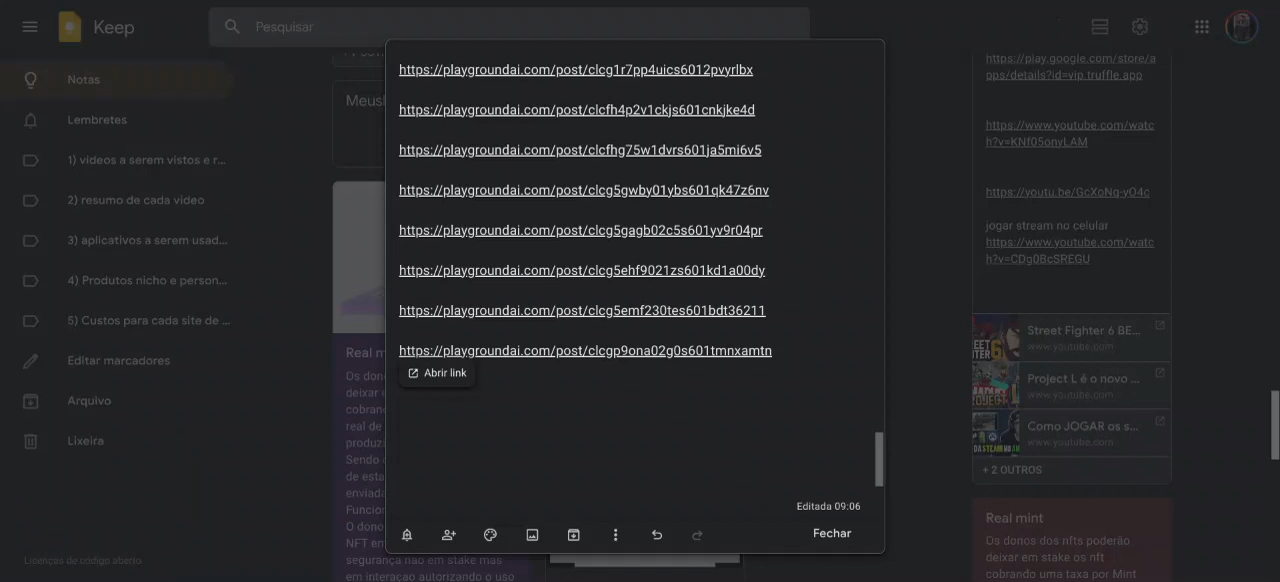 Keep
Pesquisar
Notas
Lembretes
1) videos a serem vistos e r...
2) resumo de cada video
3) aplicativos a serem usad...
4) Produtos nicho e person...
5) Custos para cada site de ...
Editar marcadores
Arquivo
Lixeira
Licenças de código aberto
https://playgroundai.com/post/clcg1r7pp4uics6012pvyrlbx
https://playgroundai.com/post/clcfh4p2v1ckjs601cnkjke4d
https://playgroundai.com/post/clcfhg75w1dvrs601ja5mi6v5
https://playgroundai.com/post/clcg5gwby01ybs601qk47z6nv
https://playgroundai.com/post/clcg5gagb02c5s601yv9r04pr
https://playgroundai.com/post/clcg5ehf9021zs601kd1a00dy
https://playgroundai.com/post/clcg5emf230tes601bdt36211
https://playgroundai.com/post/clcgp9ona02g0s601tmnxamtn
Abrir link
Editada 09:06
Fechar
Real m
Os dono
deixar e
cobrand
real de
produz
Sendo
de esta
enviad
Funcio
O dono
NFT em
segurança não em stake mas
em interação autorizando o uso
https://play.google.com/store/a
pps/details?id=vip.truffle.app
https://www.youtube.com/watc
h?v=KNf05onyLAM
https://youtu.be/GcXoNq-yO4c
jogar stream no celular
https://www.youtube.com/watc
h?v=CDg0BcSREGU
Street Fighter 6 BE...
www.youtube.com
Project L é o novo ...
www.youtube.com
Como JOGAR os s...
www.youtube.com
+ 2 OUTROS
Real mint
Os donos dos nfts poderão
deixar em stake os nft
cobrando uma taxa por Mint